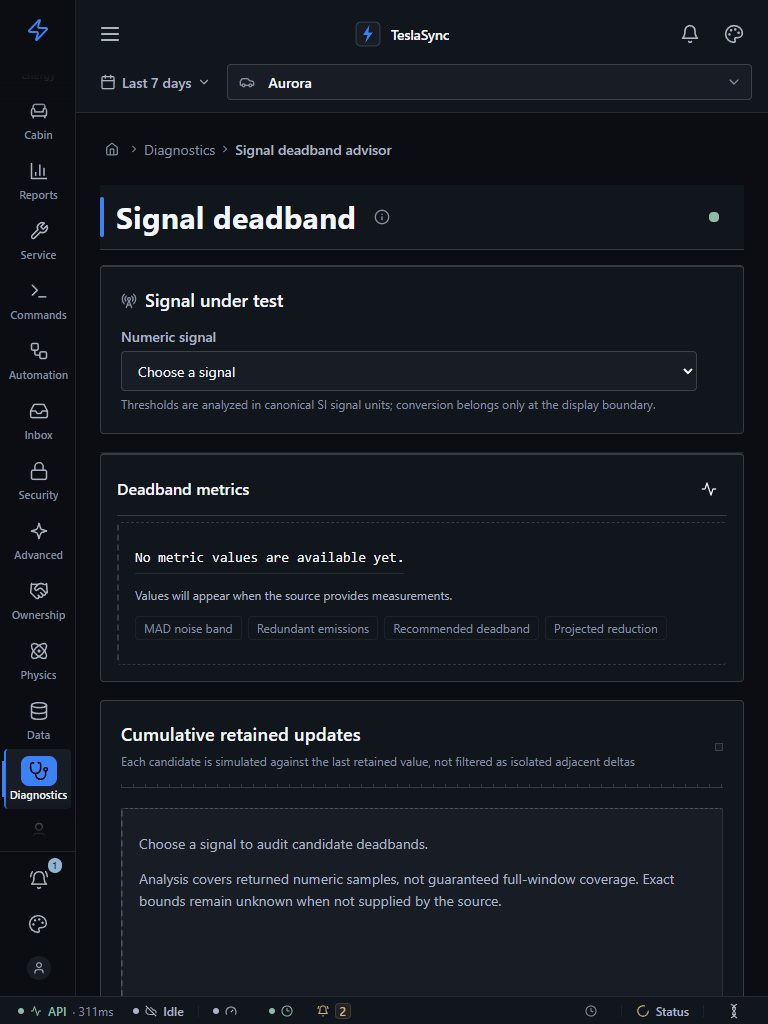 TeslaSync
Last 7 days
Aurora
Energy
Cabin
Reports
Service
Commands
Automation
Inbox
Security
Advanced
Ownership
Physics
Data
Diagnostics
1
Diagnostics
Signal deadband advisor
Signal deadband
Signal under test
Numeric signal
Choose a signal
Thresholds are analyzed in canonical SI signal units; conversion belongs only at the display boundary.
Deadband metrics
No metric values are available yet.
Values will appear when the source provides measurements.
MAD noise band
Redundant emissions
Recommended deadband
Projected reduction
Cumulative retained updates
Each candidate is simulated against the last retained value, not filtered as isolated adjacent deltas
Choose a signal to audit candidate deadbands.
Analysis covers returned numeric samples, not guaranteed full-window coverage. Exact
bounds remain unknown when not supplied by the source.
API · 311ms
Idle
2
Status